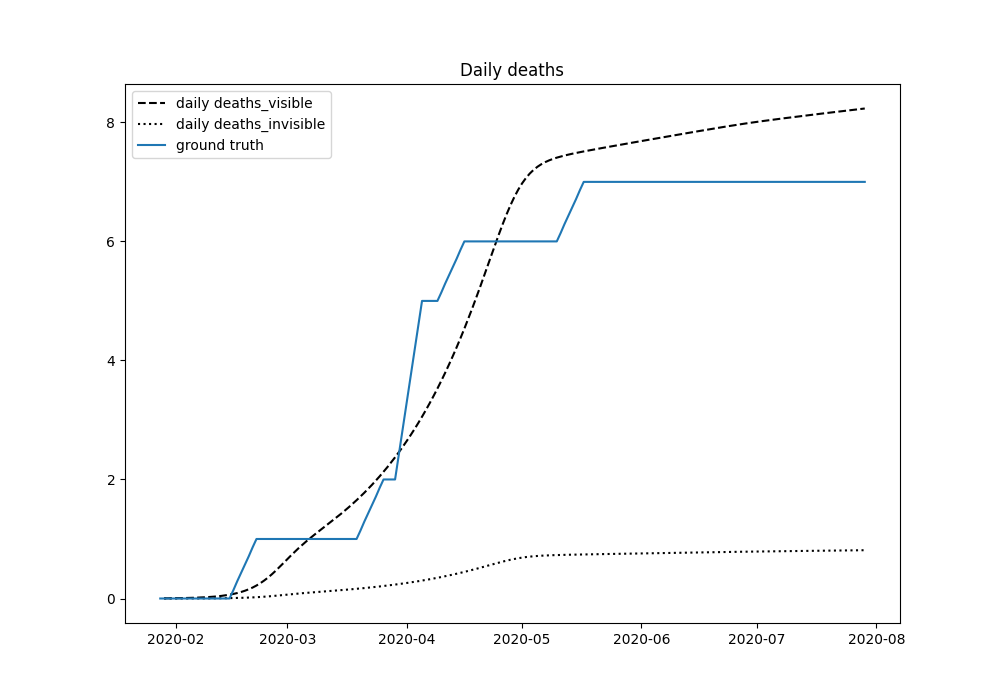 Daily deaths
daily deaths_visible
daily deaths_invisible
ground truth
8
6
4
2
0
2020-02 2020-03 2020-04 2020-05 2020-06 2020-07 2020-08